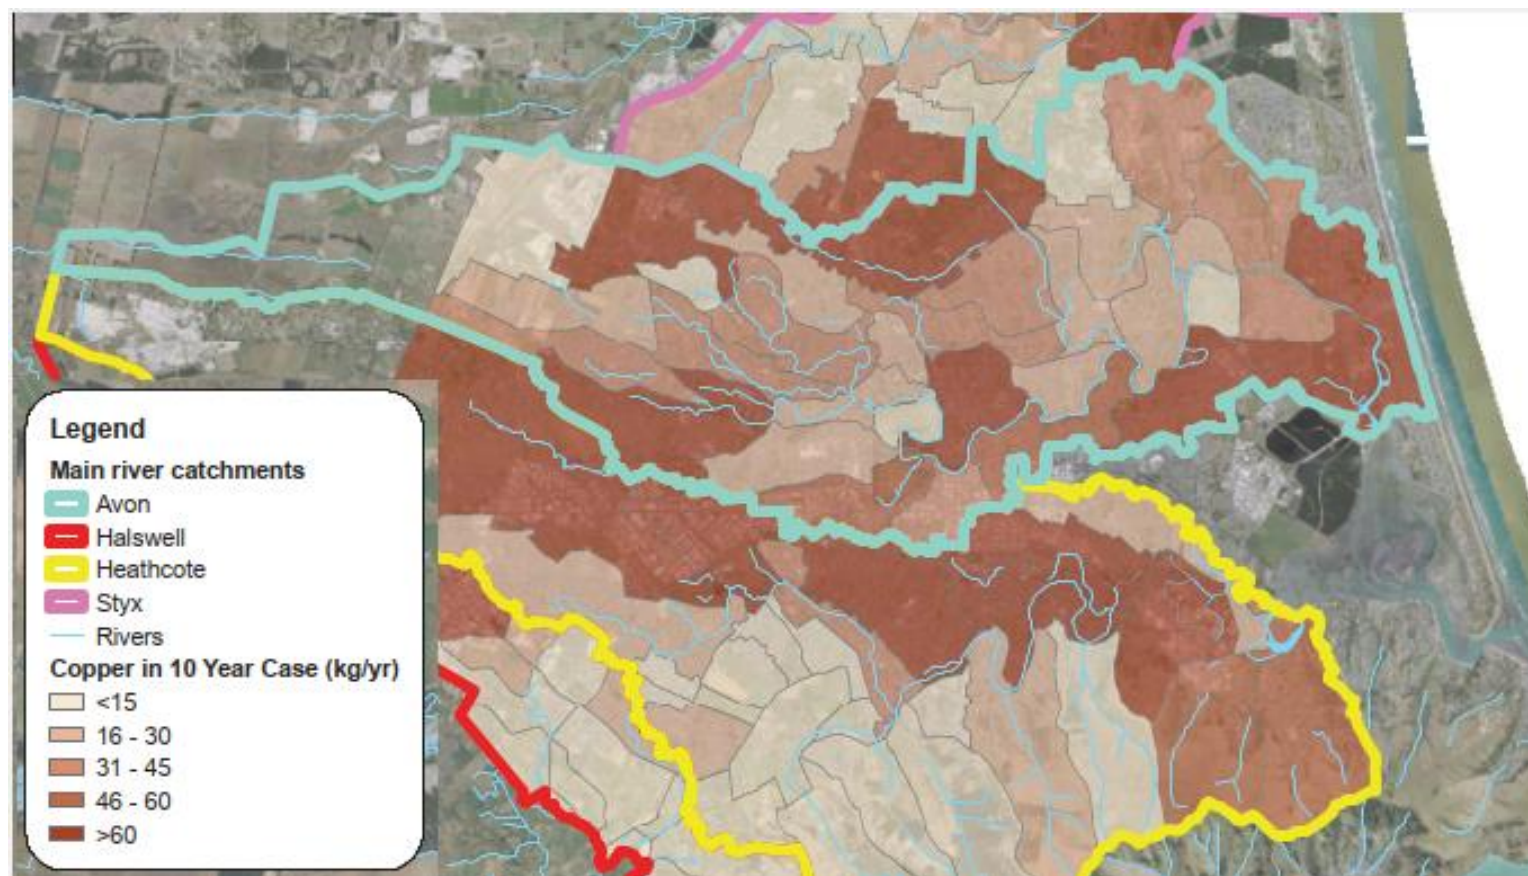 Legend
Main river catchments
Avon
Halswell
Heathcote
Styx
Rivers
Copper in 10 Year Case (kg/yr)
<15
16 - 30
31 - 45
46 - 60
>60